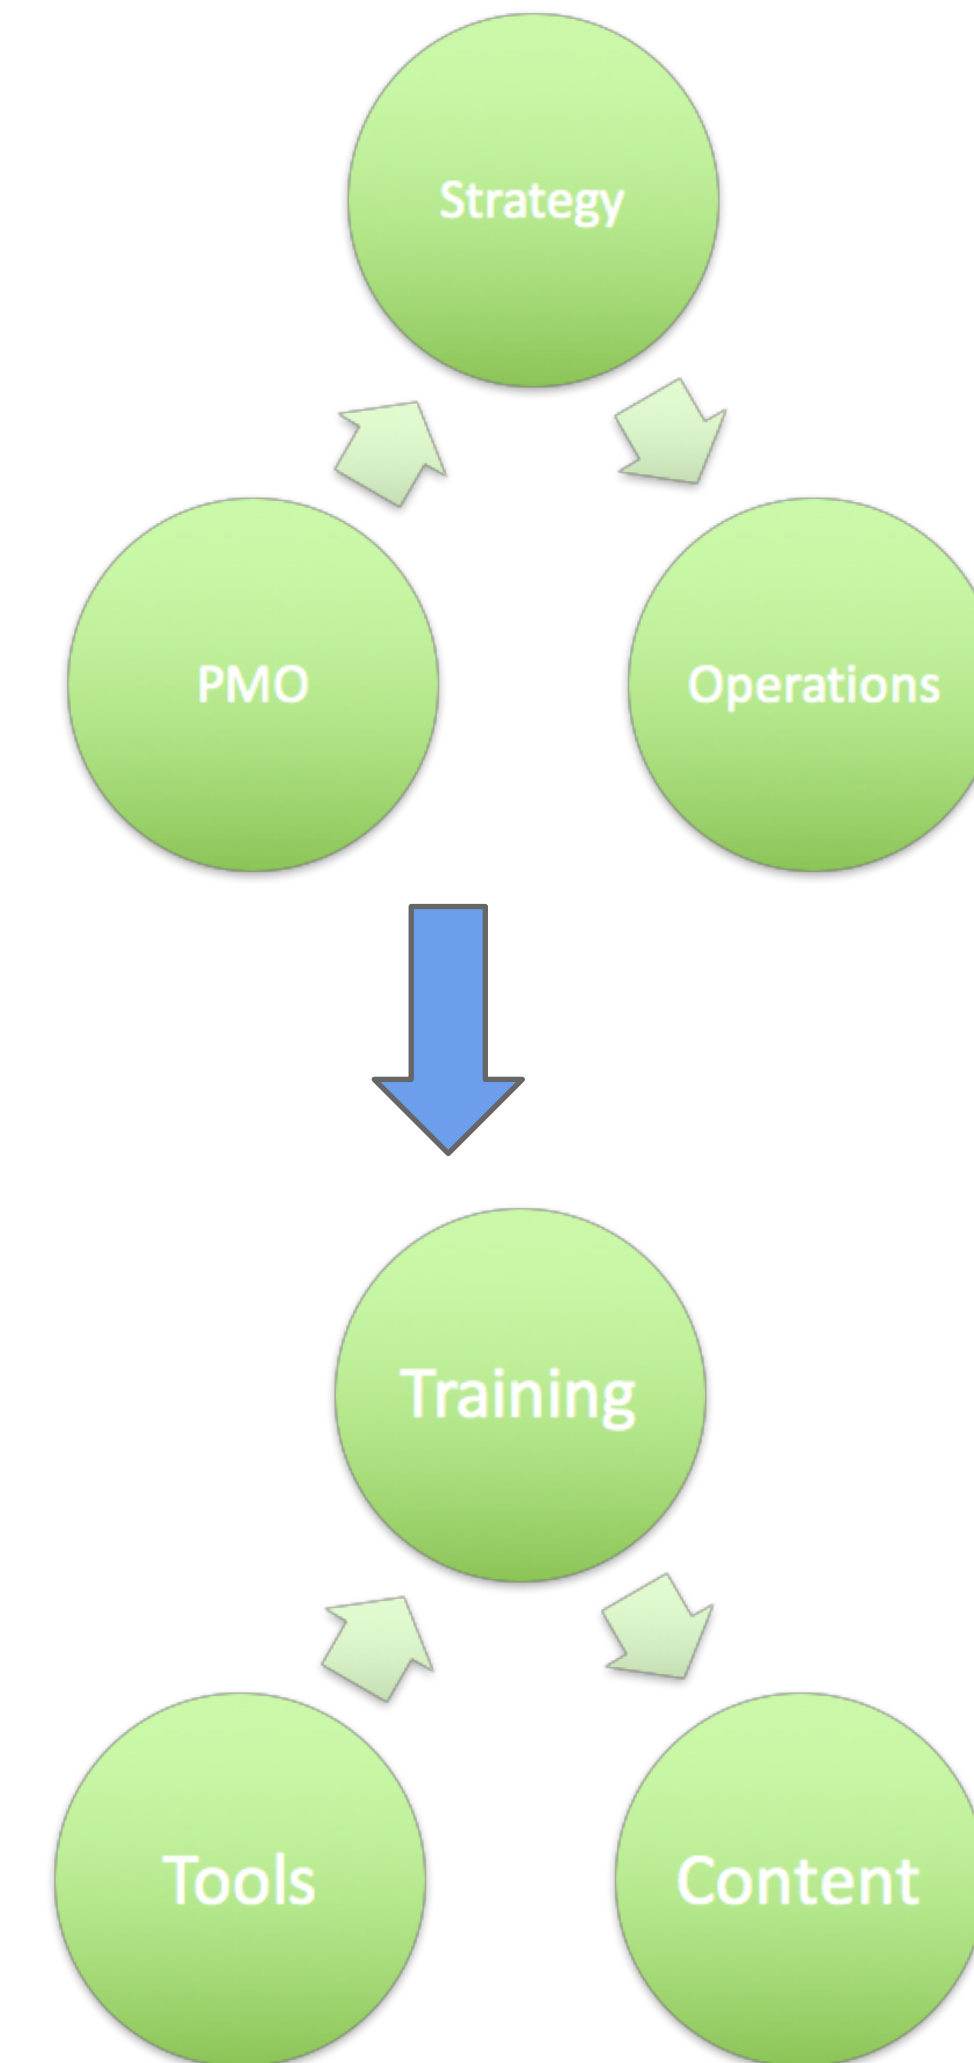 Strategy
PMO
Operations
Training
Tools
Content